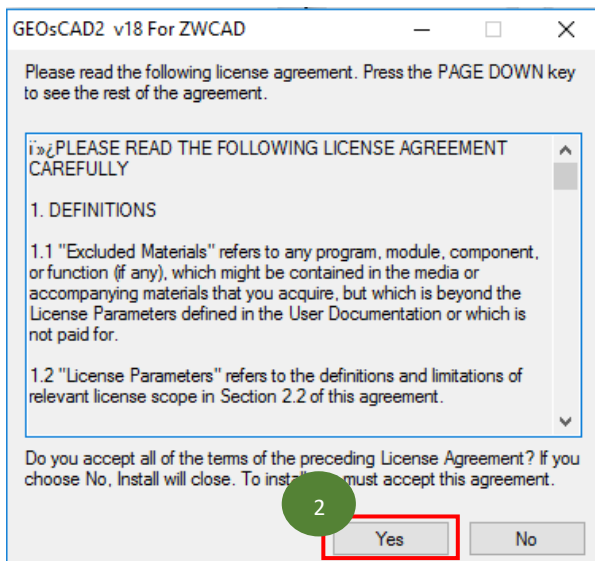 GEOsCAD2 v18 For ZWCAD
Please read the following license agreement. Press the PAGE DOWN key
to see the rest of the agreement.
ï»¿PLEASE READ THE FOLLOWING LICENSE AGREEMENT
CAREFULLY
1. DEFINITIONS
1.1 "Excluded Materials" refers to any program, module, component,
or function (if any), which might be contained in the media or
accompanying materials that you acquire, but which is beyond the
License Parameters defined in the User Documentation or which is
not paid for.
1.2 "License Parameters" refers to the definitions and limitations of
relevant license scope in Section 2.2 of this agreement.
Do you accept all of the terms of the preceding License Agreement? If you
choose No, Install will close. To must accept this agreement.
2
Yes
No